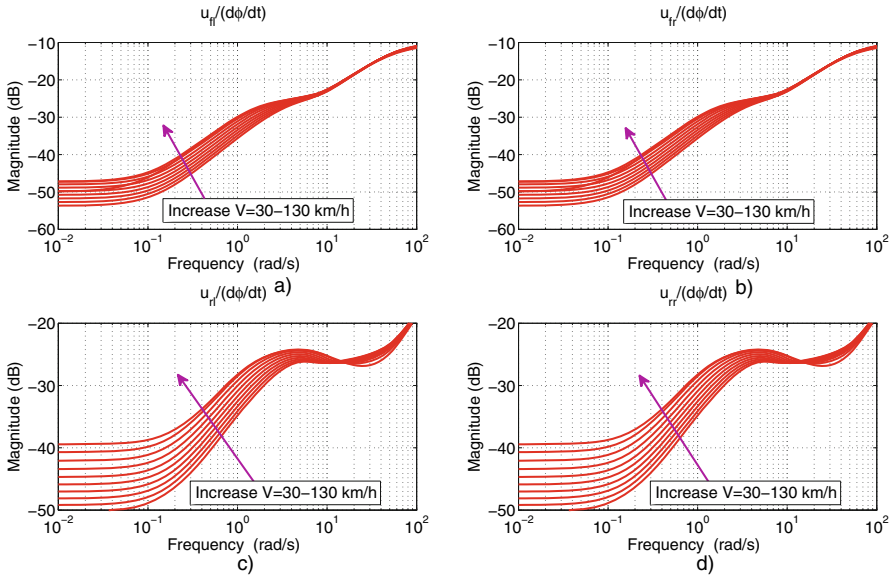 u_fl/(dϕ/dt)
−10
−20
−30
−40
−50
−60
Magnitude (dB)
Increase V=30−130 km/h
10^−2
10^−1
10^0
10^1
10^2
Frequency (rad/s)
a)
u_fr/(dϕ/dt)
−10
−20
−30
−40
−50
−60
Magnitude (dB)
Increase V=30−130 km/h
10^−2
10^−1
10^0
10^1
10^2
Frequency (rad/s)
b)
u_rl/(dϕ/dt)
−20
−30
−40
−50
Magnitude (dB)
Increase V=30−130 km/h
10^−2
10^−1
10^0
10^1
10^2
Frequency (rad/s)
c)
u_rr/(dϕ/dt)
−20
−30
−40
−50
Magnitude (dB)
Increase V=30−130 km/h
10^−2
10^−1
10^0
10^1
10^2
Frequency (rad/s)
d)